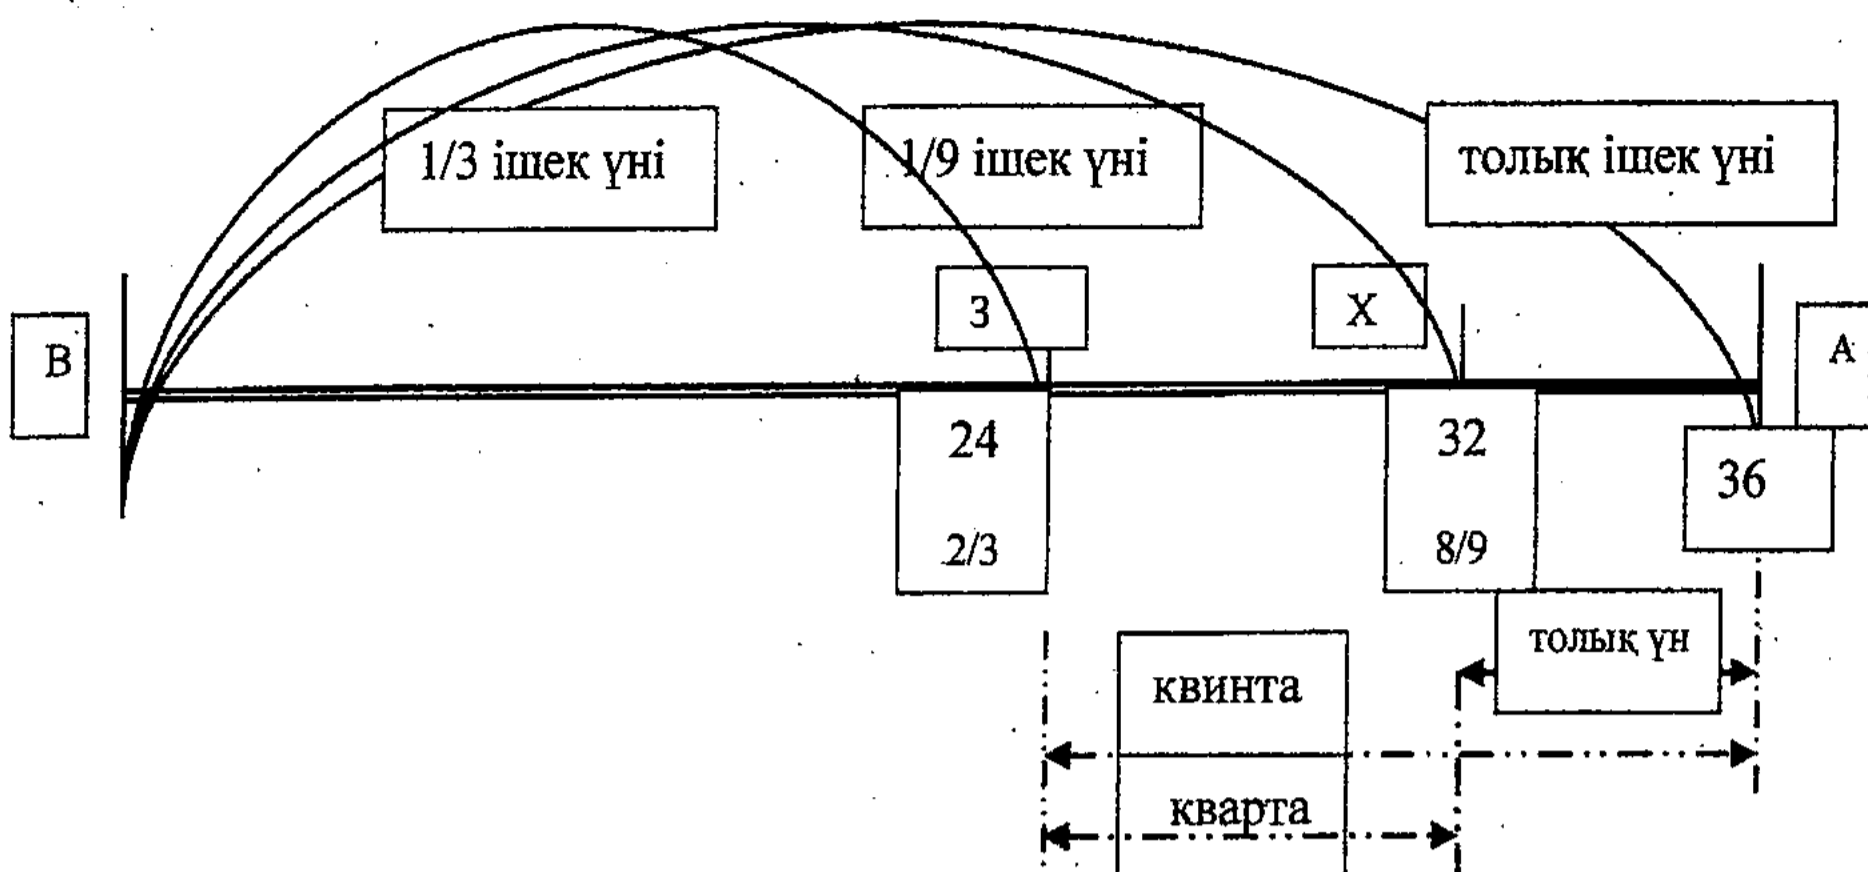 1/3 ішек үні
1/9 ішек үні
толық ішек үні
В
З
Х
А
24
2/3
32
8/9
36
толық үн
квинта
кварта